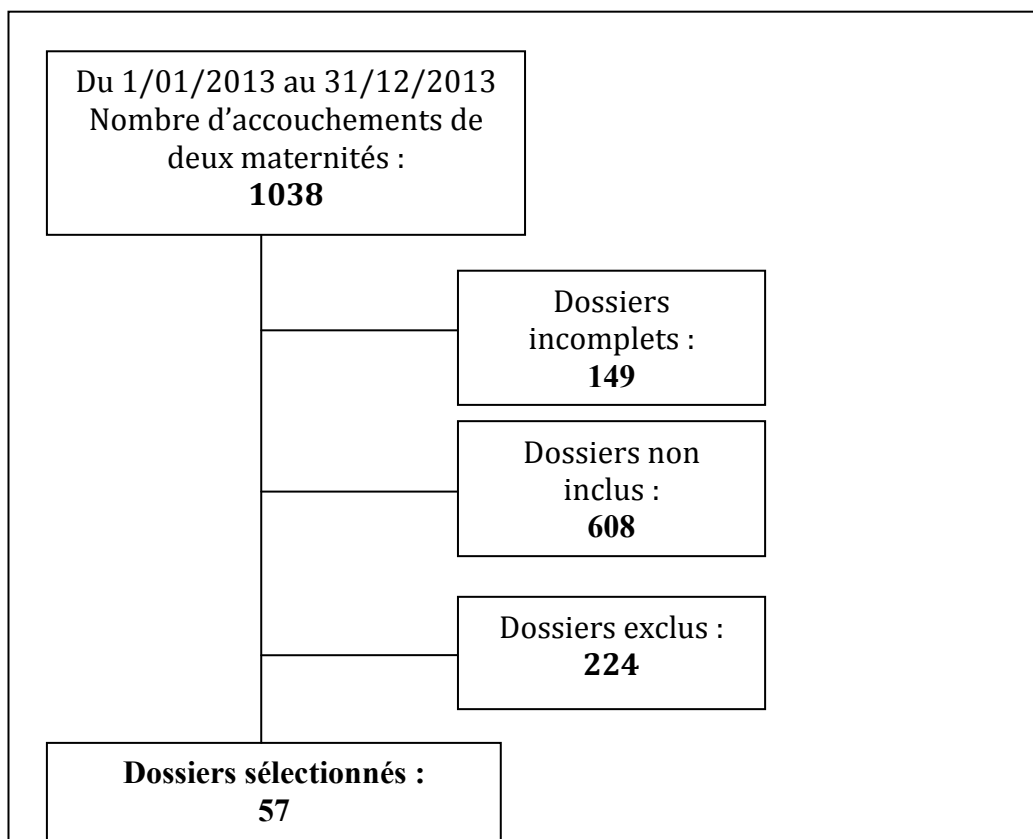 Du 1/01/2013 au 31/12/2013
Nombre d’accouchements de
deux maternités :
1038
Dossiers
incomplets :
149
Dossiers non
inclus :
608
Dossiers exclus :
224
Dossiers sélectionnés :
57